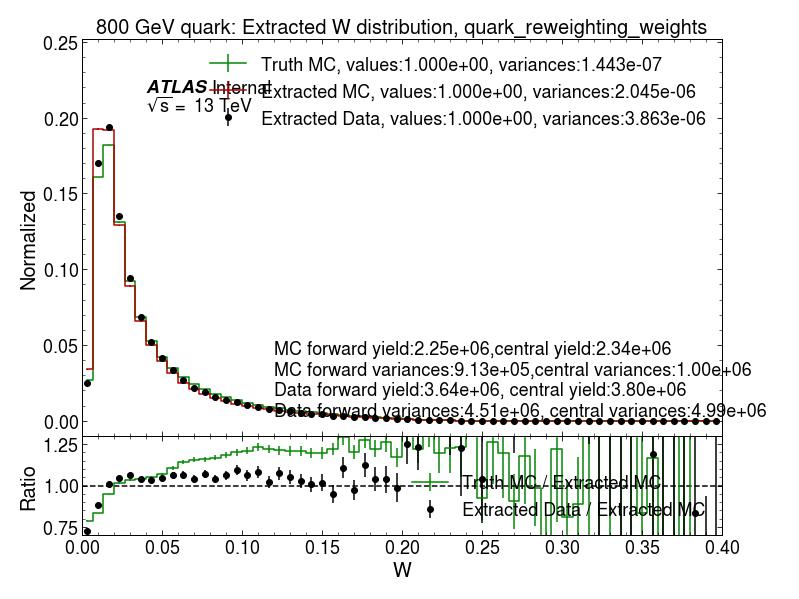 800 GeV quark: Extracted W distribution, quark_reweighting_weights
0.25
Truth MC, values:1.000e+00, variances:1.443e-07
ATLAS Internal
Extracted MC, values:1.000e+00, variances:2.045e-06
√s = 13 TeV
Extracted Data, values:1.000e+00, variances:3.863e-06
0.20
0.15
Normalized
0.10
0.05
MC forward yield:2.25e+06,central yield:2.34e+06
MC forward variances:9.13e+05,central variances:1.00e+06
Data forward yield:3.64e+06, central yield:3.80e+06
Data forward variances:4.51e+06, central variances:4.99e+06
0.00
1.25
Ratio
1.00
Truth MC / Extracted MC
Extracted Data / Extracted MC
0.75
0.00 0.05 0.10 0.15 0.20 0.25 0.30 0.35 0.40
W